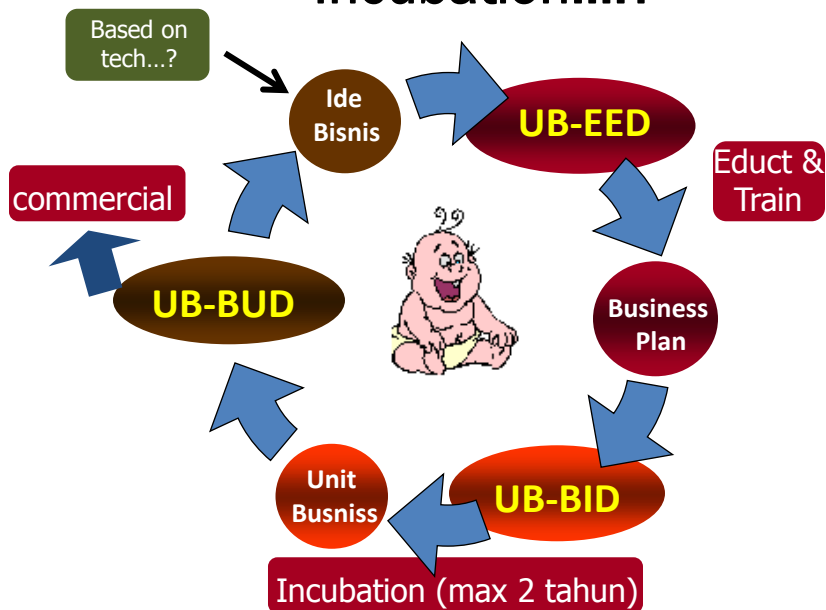 Incubation.....?
Based on
tech...?
Ide
Bisnis
UB-EED
Educt &
Train
commercial
UB-BUD
Business
Plan
Unit
Busniss
UB-BID
Incubation (max 2 tahun)